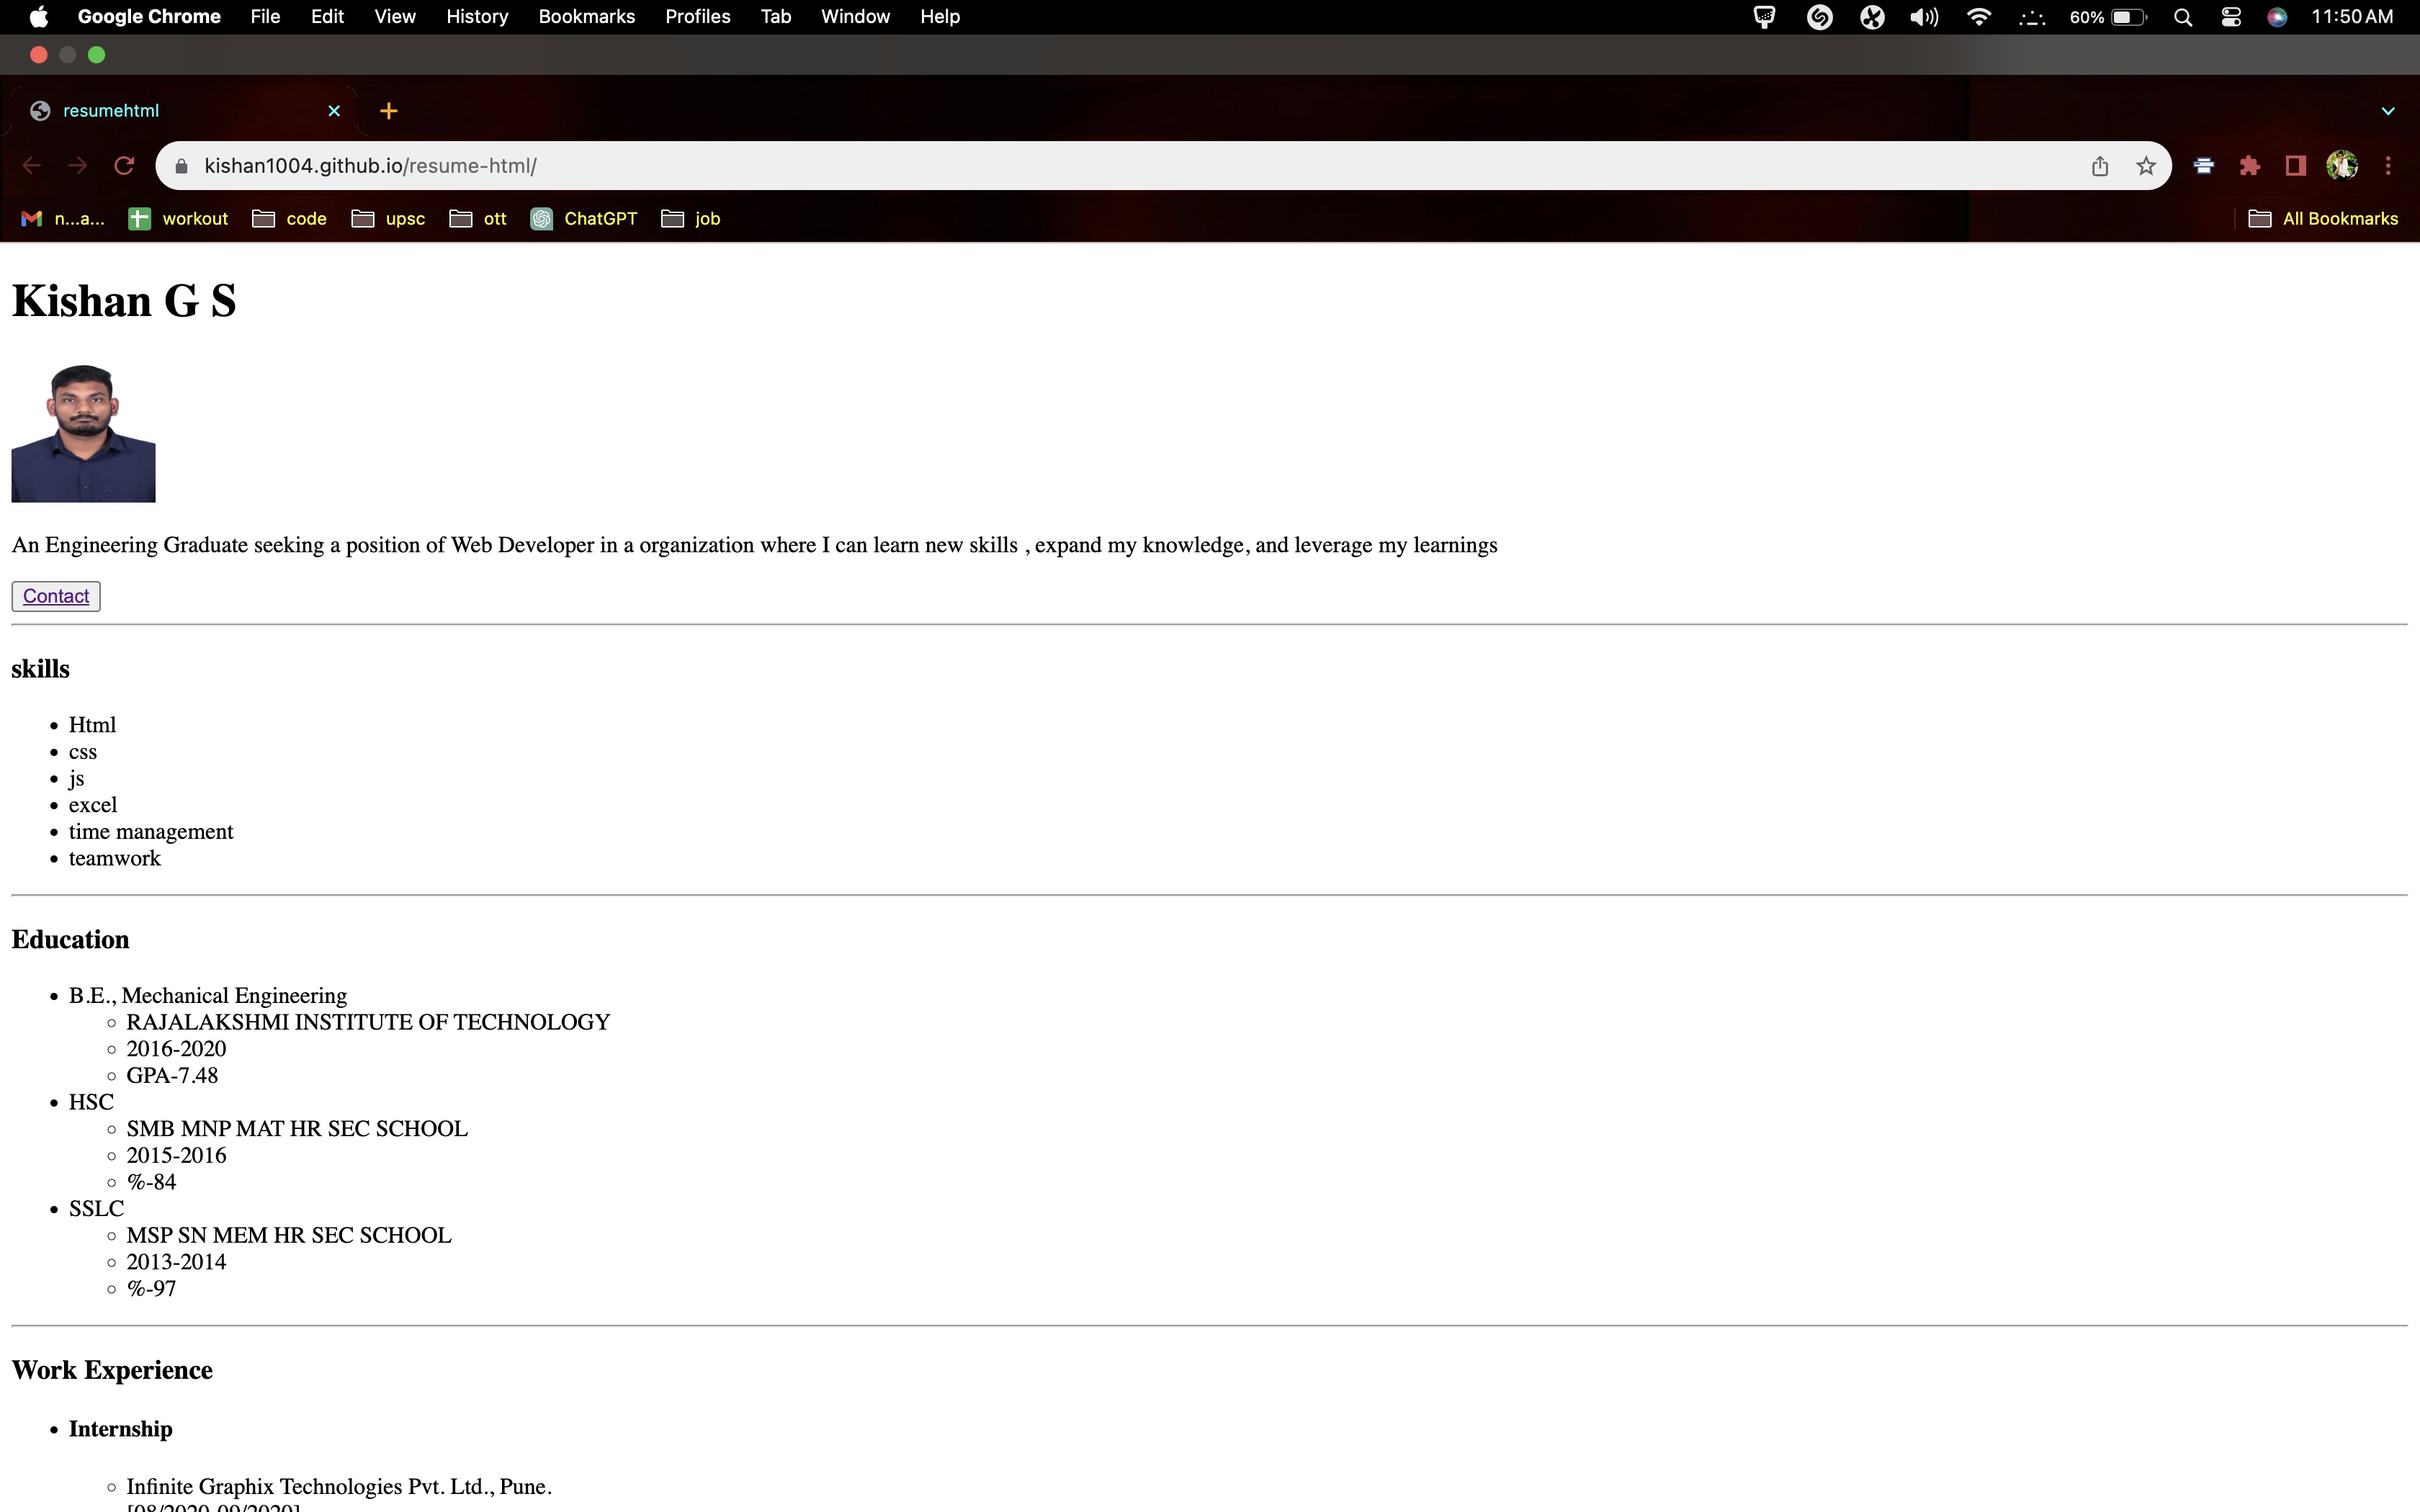 Google Chrome File Edit View History Bookmarks Profiles Tab Window Help 60% 11:50 AM
resumehtml
kishan1004.github.io/resume-html/
n...a... workout code upsc ott ChatGPT job All Bookmarks
Kishan G S
An Engineering Graduate seeking a position of Web Developer in a organization where I can learn new skills , expand my knowledge, and leverage my learnings
Contact
skills
Html
css
js
excel
time management
teamwork
Education
B.E., Mechanical Engineering
RAJALAKSHMI INSTITUTE OF TECHNOLOGY
2016-2020
GPA-7.48
HSC
SMB MNP MAT HR SEC SCHOOL
2015-2016
%-84
SSLC
MSP SN MEM HR SEC SCHOOL
2013-2014
%-97
Work Experience
Internship
Infinite Graphix Technologies Pvt. Ltd., Pune.
[08/2020-09/2020]